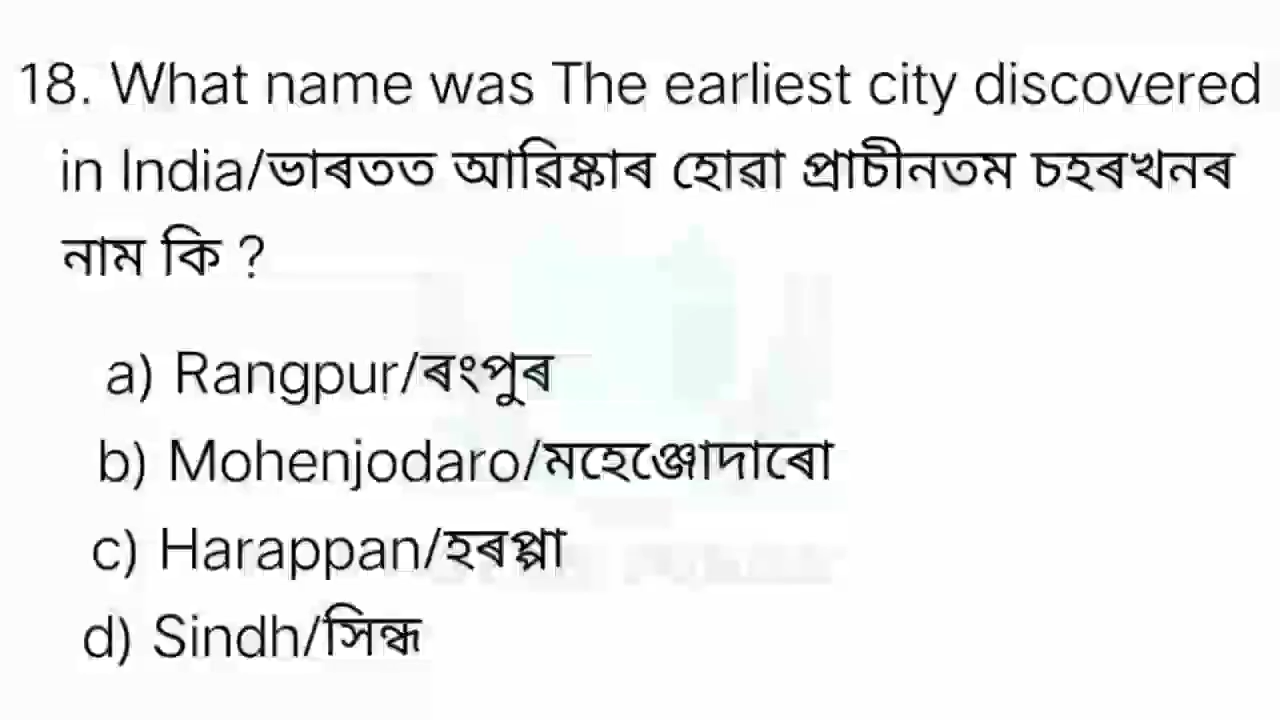 18. What name was The earliest city discovered
in India/ভাৰতত আৱিষ্কাৰ হোৱা প্ৰাচীনতম চহৰখনৰ
নাম কি ?
a) Rangpur/ৰংপুৰ
b) Mohenjodaro/মহেঞ্জোদাৰো
c) Harappan/হৰপ্পা
d) Sindh/সিন্ধ